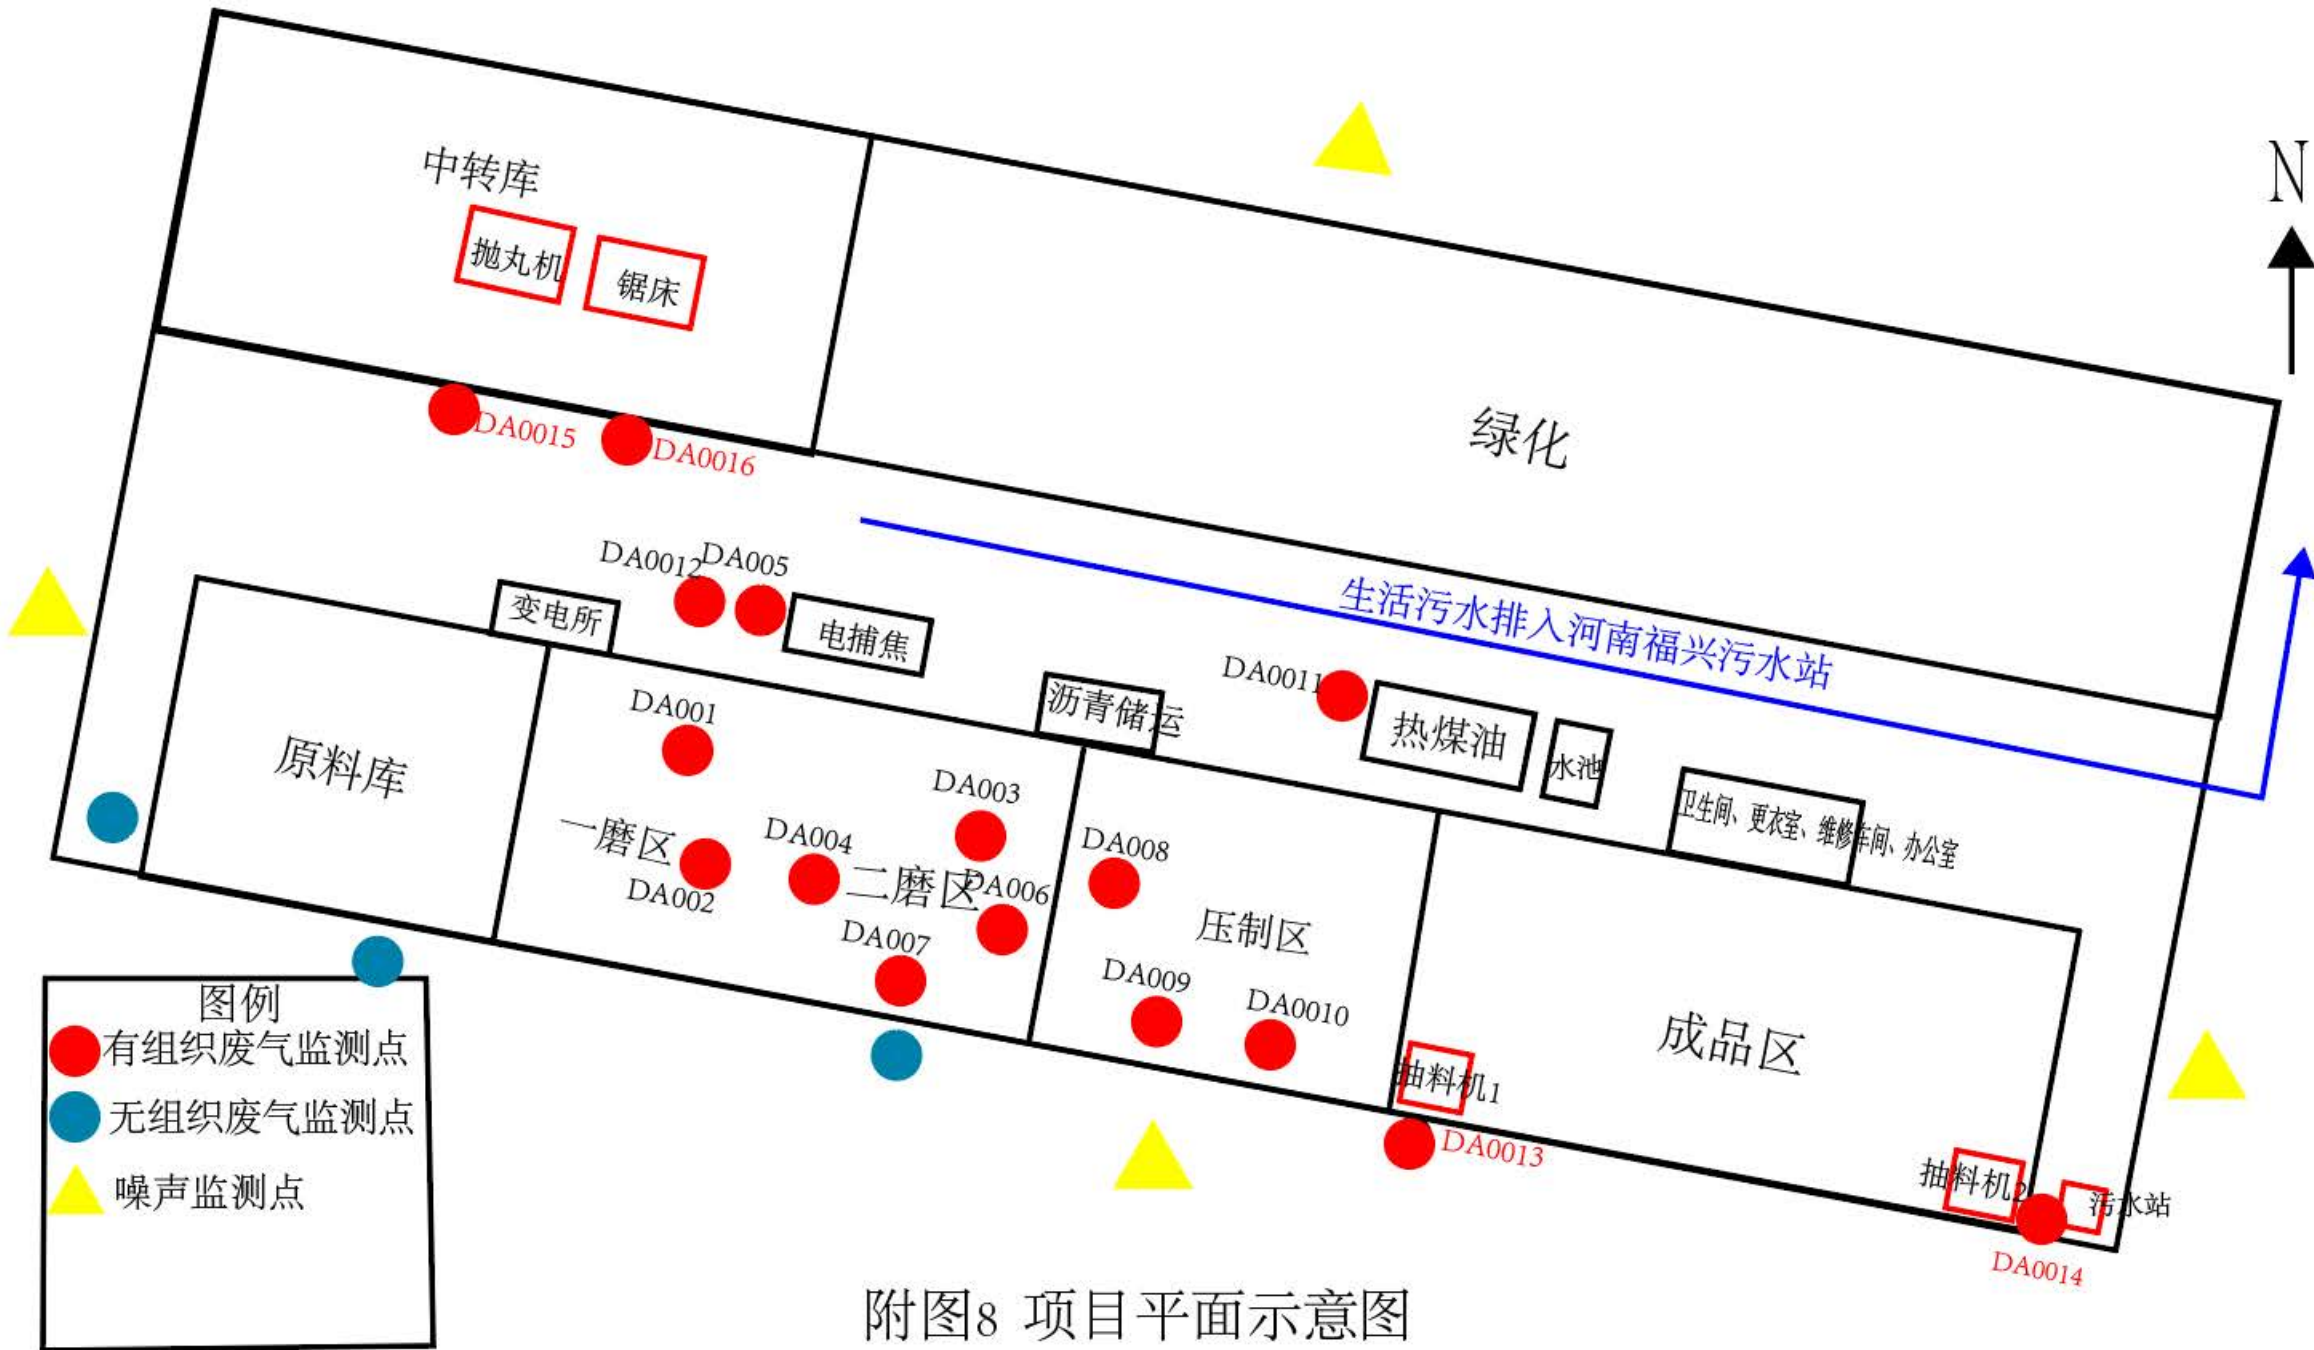 N
中转库
抛丸机
锯床
DA0015
DA0016
绿化
生活污水排入河南福兴污水站
DA0012
DA005
变电所
电捕焦
DA0011
沥青储运
热煤油
水池
卫生间、更衣室、维修车间、办公室
原料库
DA001
一磨区
DA002
DA004
DA003
二磨区
DA006
DA007
DA008
压制区
DA009
DA0010
成品区
抽料机1
DA0013
抽料机2
污水站
DA0014
图例
有组织废气监测点
无组织废气监测点
噪声监测点
附图8 项目平面示意图